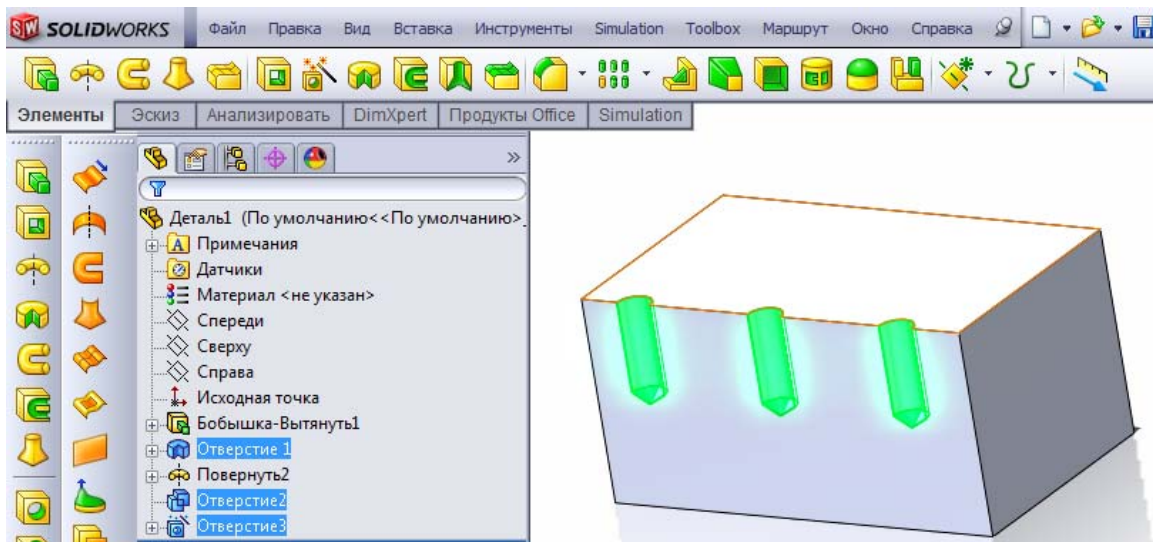 SW SOLIDWORKS Файл Правка Вид Вставка Инструменты Simulation Toolbox Маршрут Окно Справка
Элементы Эскиз Анализировать DimXpert Продукты Office Simulation
»
Деталь1 (По умолчанию<<По умолчанию>_
A Примечания
Датчики
Материал <не указан>
Спереди
Сверху
Справа
Исходная точка
Бобышка-Вытянуть1
Отверстие 1
Повернуть2
Отверстие2
Отверстие3